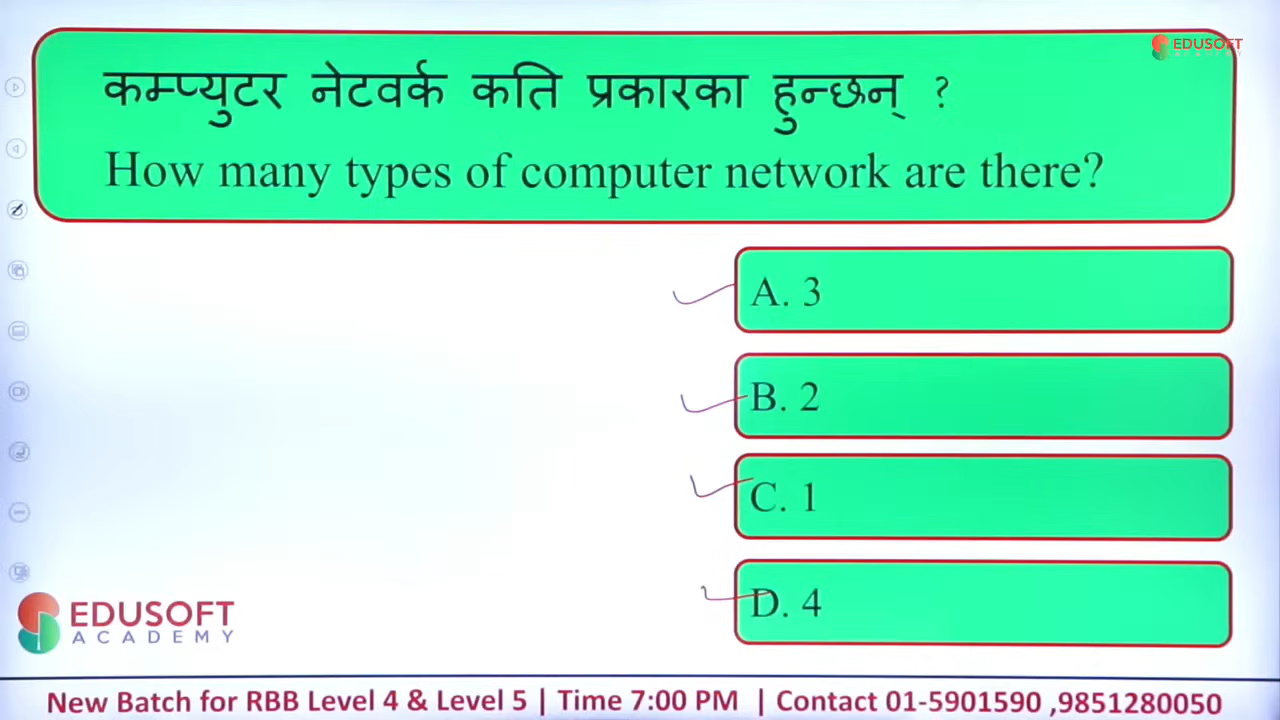 EDUSOFT
ACADEMY
कम्प्युटर नेटवर्क कति प्रकारका हुन्छन् ?
How many types of computer network are there?
A. 3
B. 2
C. 1
D. 4
EDUSOFT
ACADEMY
New Batch for RBB Level 4 & Level 5 | Time 7:00 PM | Contact 01-5901590 ,9851280050